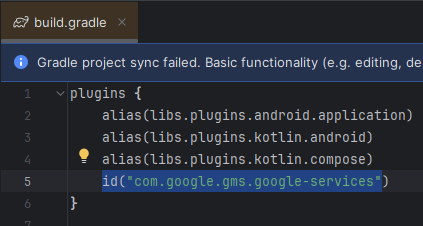 build.gradle
Gradle project sync failed. Basic functionality (e.g. editing, de
1 plugins {
2 alias(libs.plugins.android.application)
3 alias(libs.plugins.kotlin.android)
4 alias(libs.plugins.kotlin.compose)
5 id("com.google.gms.google-services")
6 }